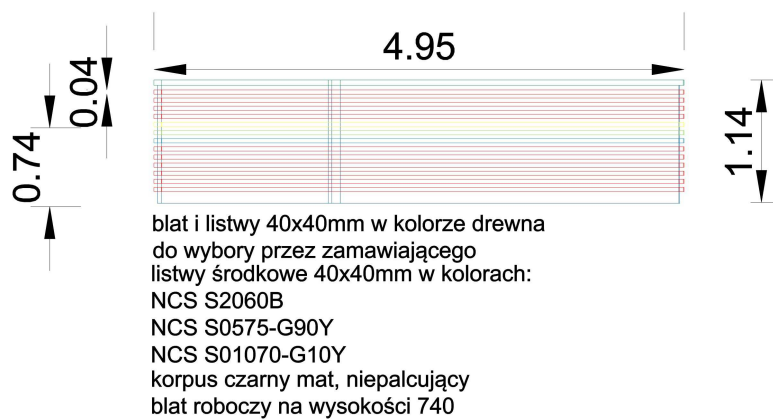 4.95
0.04
0.74
1.14
blat i listwy 40x40mm w kolorze drewna
do wybory przez zamawiającego
listwy środkowe 40x40mm w kolorach:
NCS S2060B
NCS S0575-G90Y
NCS S01070-G10Y
korpus czarny mat, niepalcujący
blat roboczy na wysokości 740